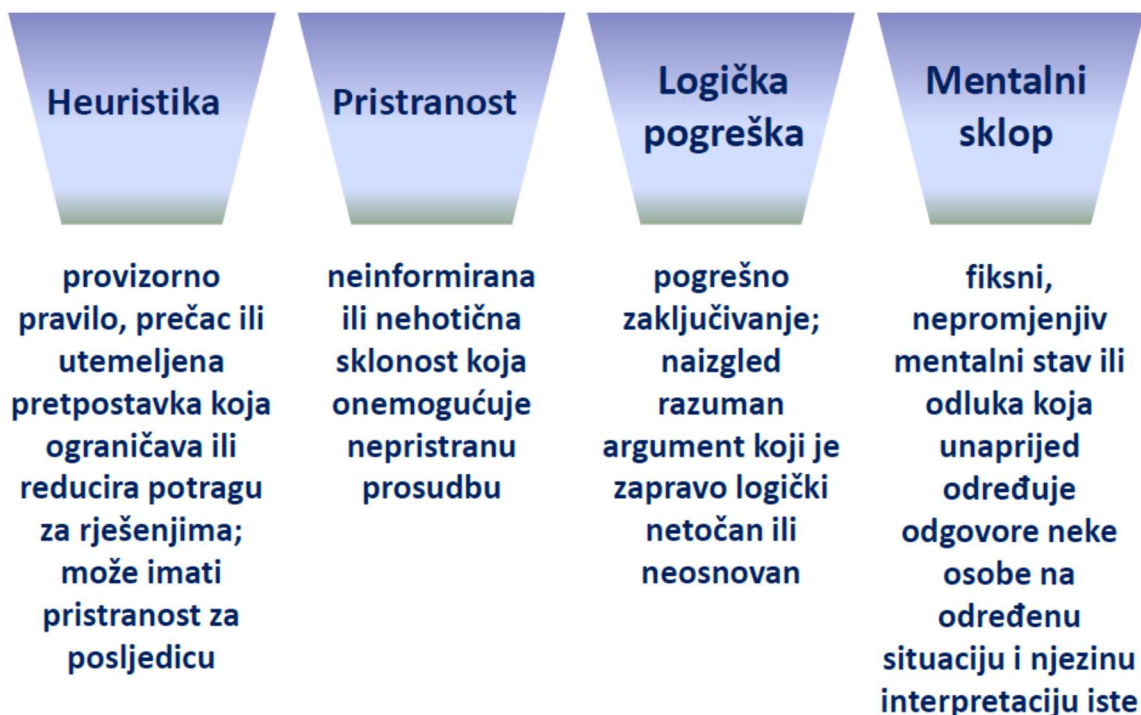 Heuristika
provizorno
pravilo, prečac ili
utemeljena
pretpostavka koja
ograničava ili
reducira potragu
za rješenjima;
može imati
pristranost za
posljedicu
Pristranost
neinformirana
ili nehotična
sklonost koja
onemogućuje
nepristranu
prosudbu
Logička
pogreška
pogrešno
zaključivanje;
naizgled
razuman
argument koji je
zapravo logički
netočan ili
neosnovan
Mentalni
sklop
fiksni,
nepromjenjiv
mentalni stav ili
odluka koja
unaprijed
određuje
odgovore neke
osobe na
određenu
situaciju i njezinu
interpretaciju iste